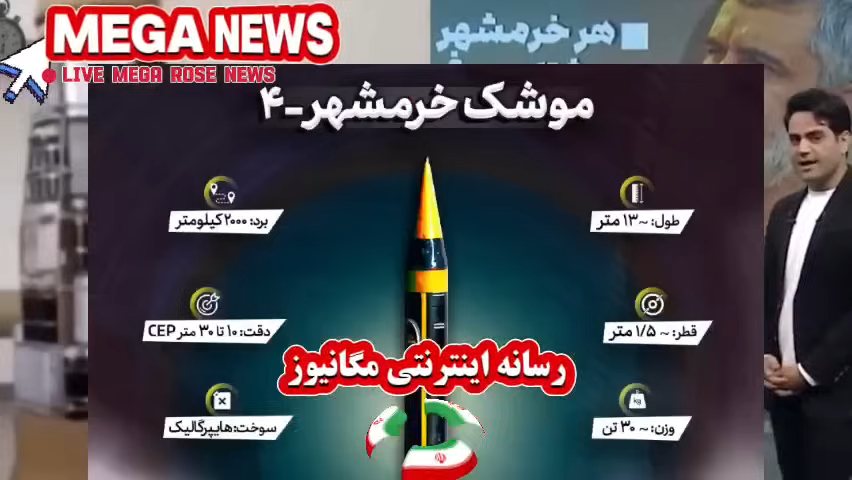 MEGA NEWS
LIVE MEGA ROSE NEWS
هر خرمشهر
موشک خرمشهر-۴
طول: ~۱۳ متر
برد: ۲۰۰۰ کیلومتر
قطر: ~ ۱/۵ متر
دقت: ۱۰ تا ۳۰ متر CEP
رسانه اینترنتی مگانیوز
وزن: ~ ۳۰ تن
سوخت: هایپرگالیک
kg